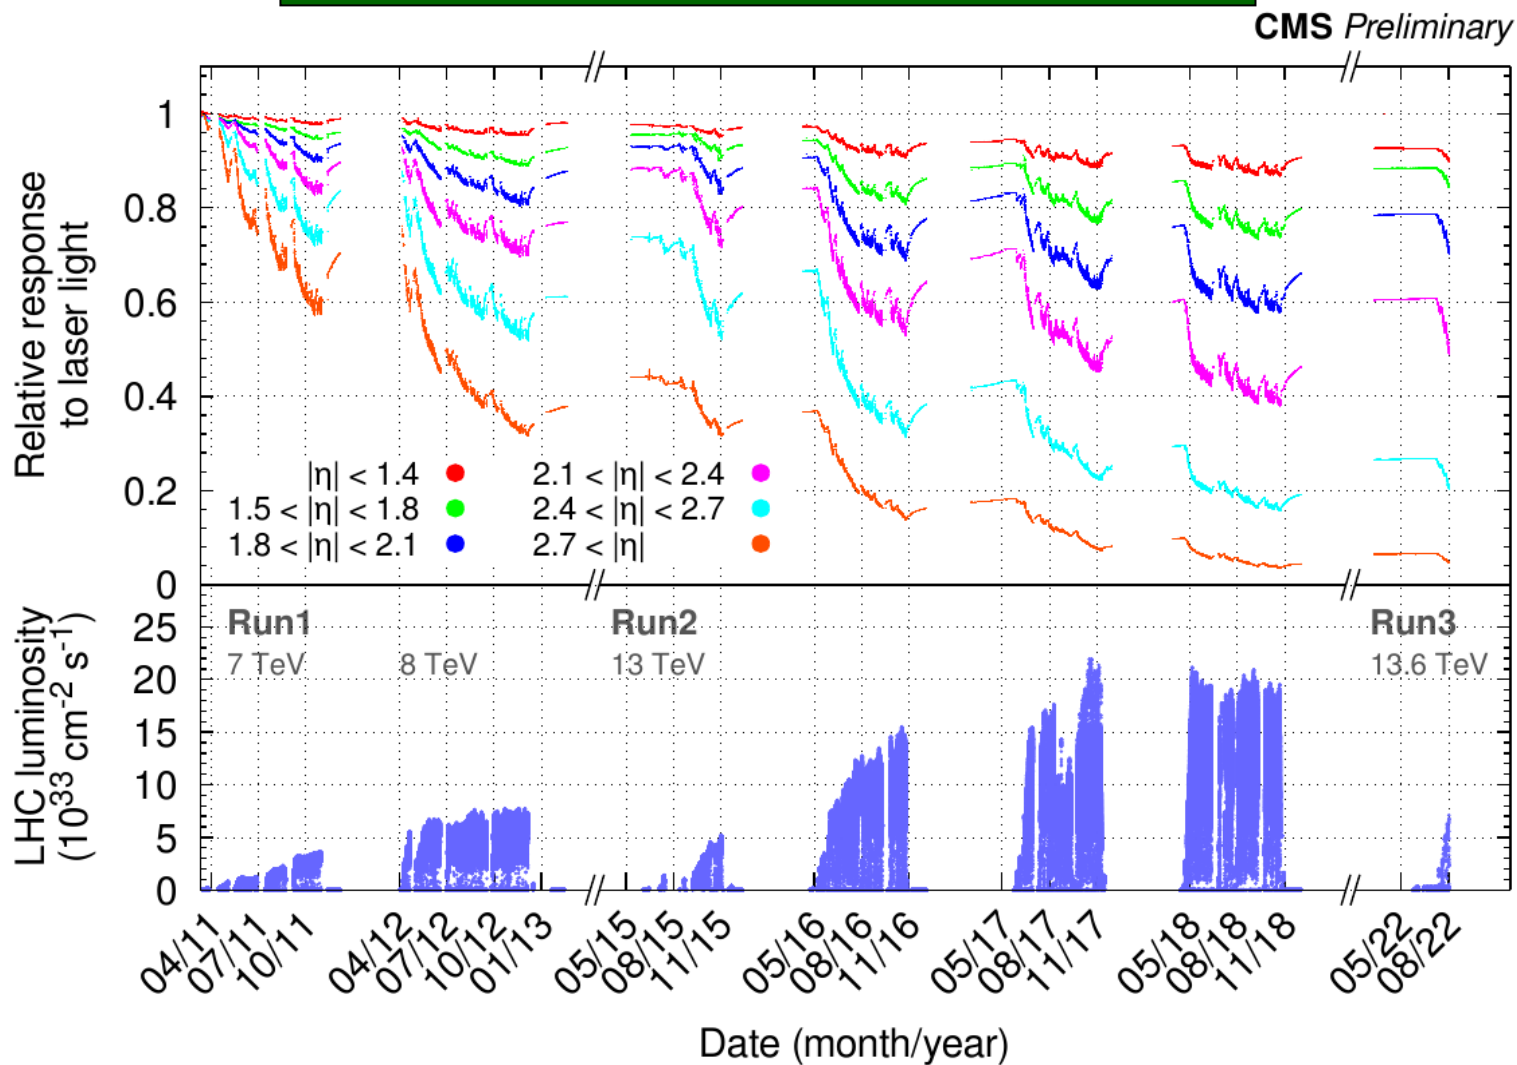 CMS Preliminary
Relative response
to laser light
1
0.8
0.6
0.4
0.2
0
|η| < 1.4
1.5 < |η| < 1.8
1.8 < |η| < 2.1
2.1 < |η| < 2.4
2.4 < |η| < 2.7
2.7 < |η|
LHC luminosity
(10³³ cm⁻² s⁻¹)
25
20
15
10
5
0
Run1
7 TeV
8 TeV
Run2
13 TeV
Run3
13.6 TeV
04/11
07/11
10/11
04/12
07/12
10/12
01/13
05/15
08/15
11/15
05/16
08/16
11/16
05/17
08/17
11/17
05/18
08/18
11/18
05/22
08/22
Date (month/year)